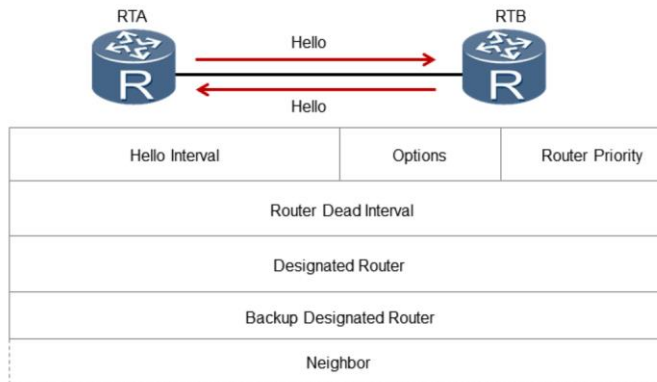 RTA
RTB
Hello
R
R
Hello
Hello Interval
Options
Router Priority
Router Dead Interval
Designated Router
Backup Designated Router
Neighbor